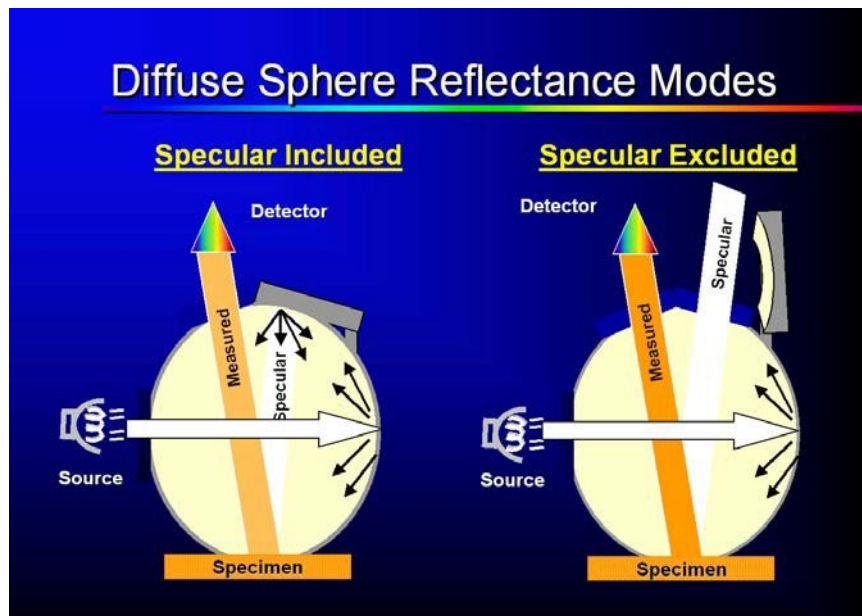 Diffuse Sphere Reflectance Modes
Specular Included
Detector
Measured
Specular
Source
Specimen
Specular Excluded
Detector
Specular
Measured
Source
Specimen